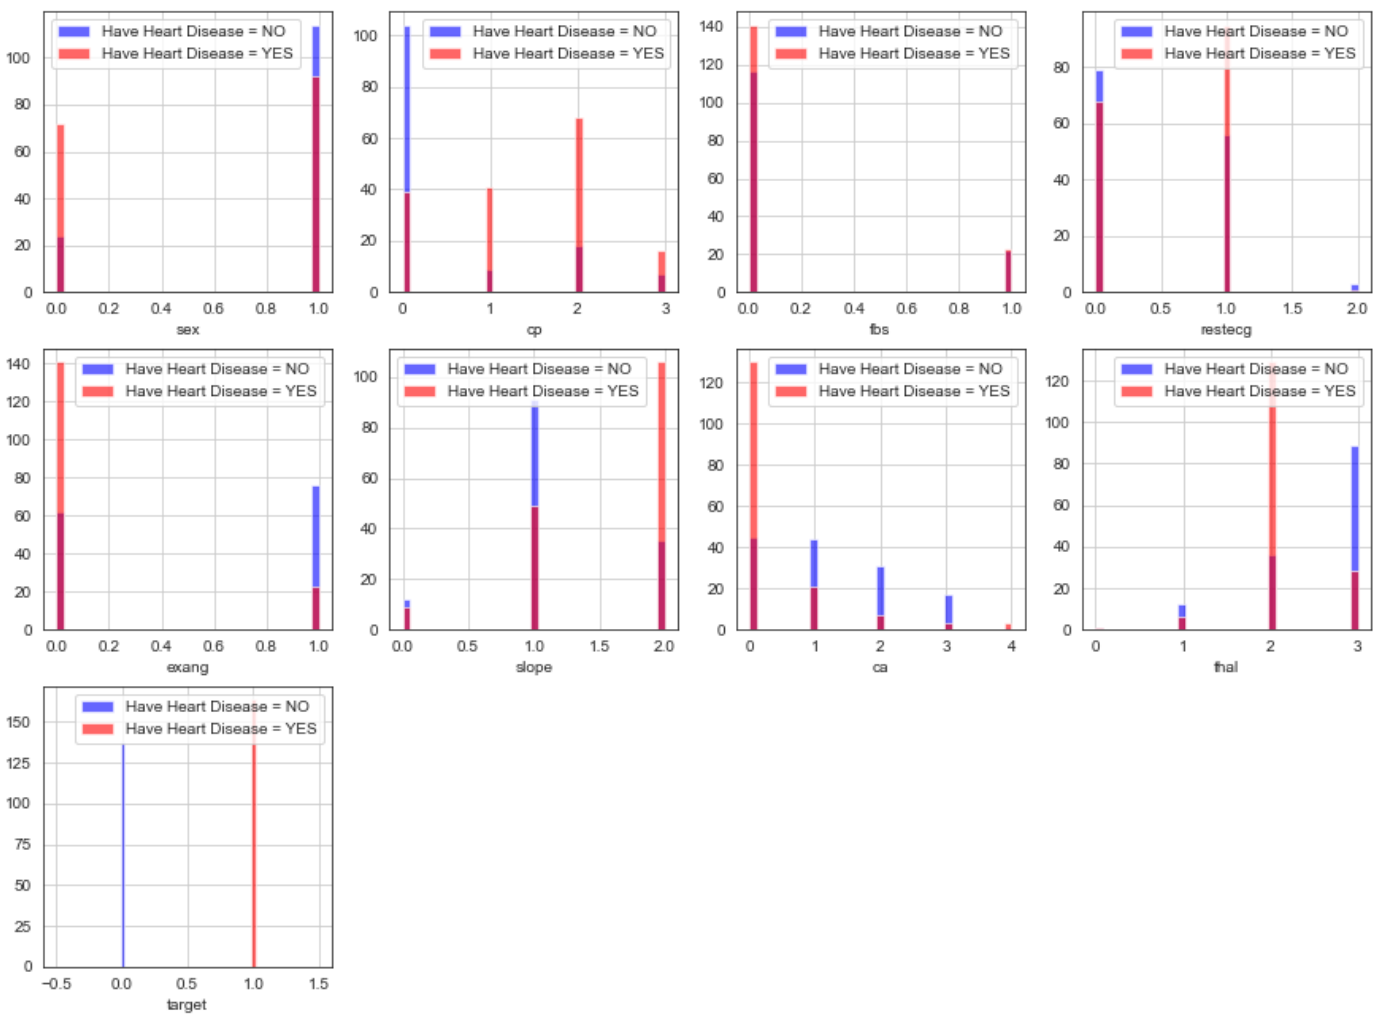 Have Heart Disease = NO
Have Heart Disease = YES
100
80
60
40
20
0
0.0 0.2 0.4 0.6 0.8 1.0
sex
Have Heart Disease = NO
Have Heart Disease = YES
100
80
60
40
20
0
0 1 2 3
cp
Have Heart Disease = NO
Have Heart Disease = YES
140
120
100
80
60
40
20
0
0.0 0.2 0.4 0.6 0.8 1.0
fbs
Have Heart Disease = NO
Have Heart Disease = YES
80
60
40
20
0
0.0 0.5 1.0 1.5 2.0
restecg
Have Heart Disease = NO
Have Heart Disease = YES
140
120
100
80
60
40
20
0
0.0 0.2 0.4 0.6 0.8 1.0
exang
Have Heart Disease = NO
Have Heart Disease = YES
100
80
60
40
20
0
0.0 0.5 1.0 1.5 2.0
slope
Have Heart Disease = NO
Have Heart Disease = YES
120
100
80
60
40
20
0
0 1 2 3 4
ca
Have Heart Disease = NO
Have Heart Disease = YES
120
100
80
60
40
20
0
0 1 2 3
thal
Have Heart Disease = NO
Have Heart Disease = YES
150
125
100
75
50
25
0
−0.5 0.0 0.5 1.0 1.5
target